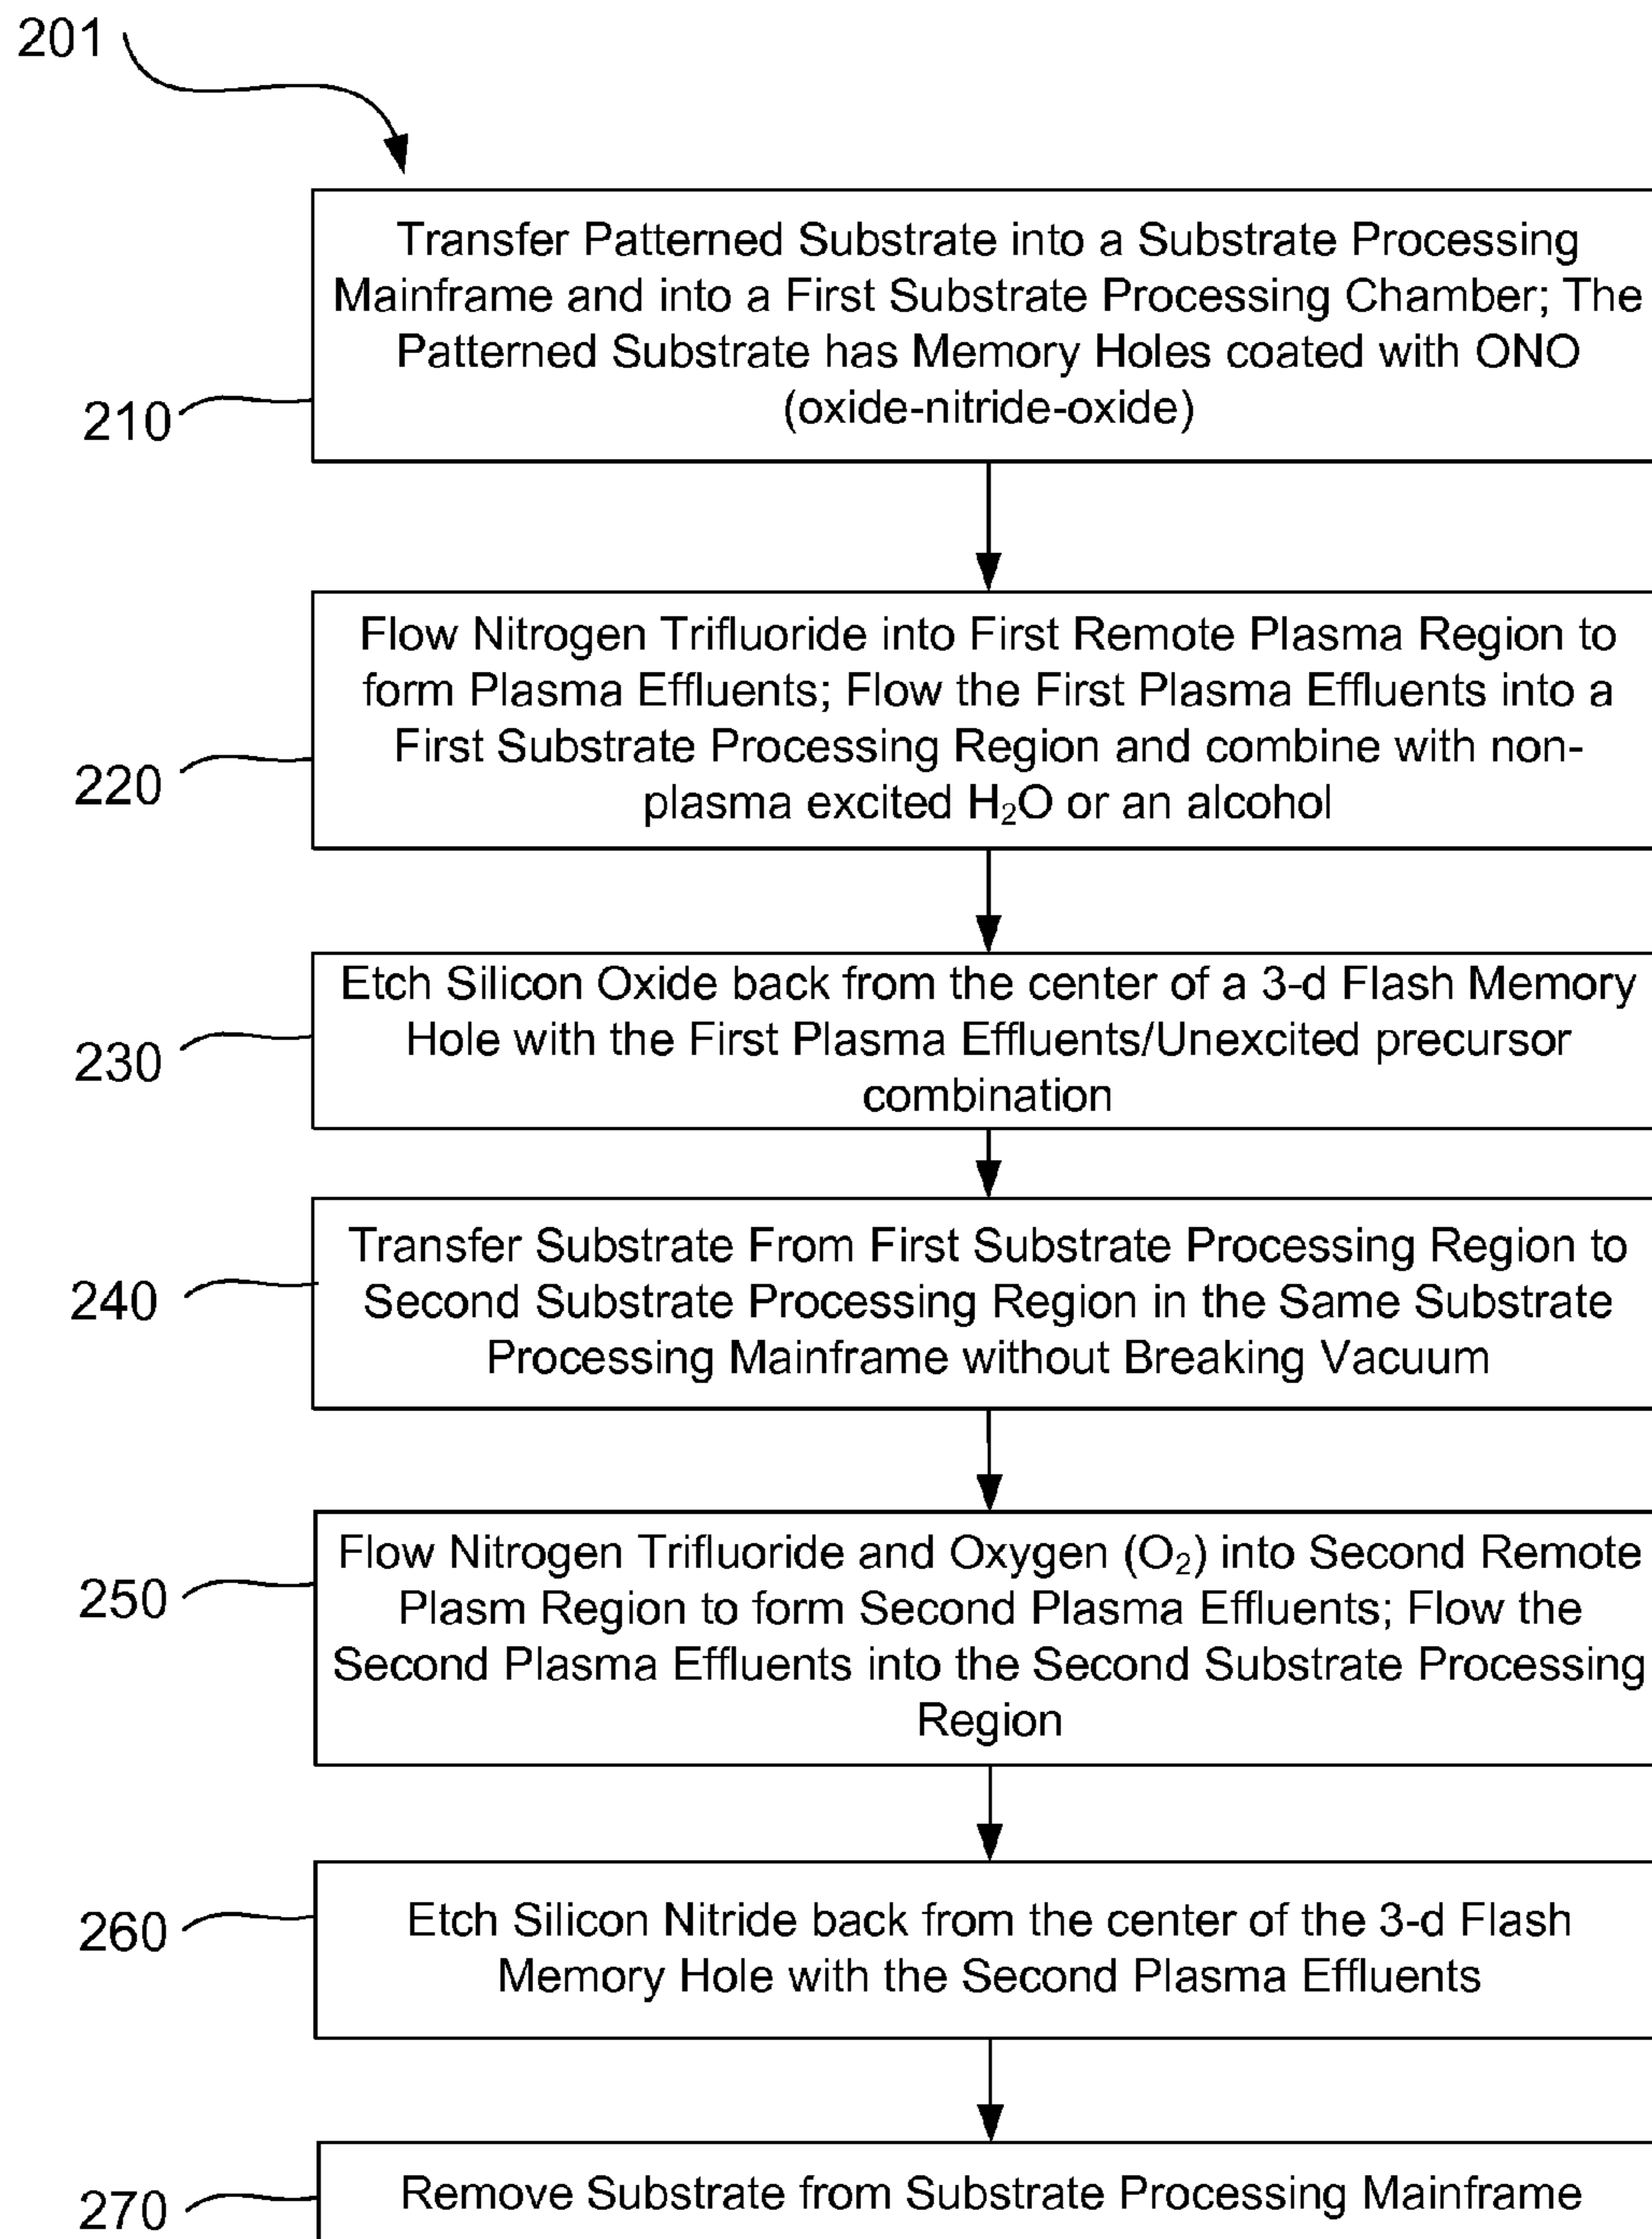 201
Transfer Patterned Substrate into a Substrate Processing
Mainframe and into a First Substrate Processing Chamber; The
Patterned Substrate has Memory Holes coated with ONO
(oxide-nitride-oxide)
210
Flow Nitrogen Trifluoride into First Remote Plasma Region to
form Plasma Effluents; Flow the First Plasma Effluents into a
First Substrate Processing Region and combine with non-
plasma excited H₂O or an alcohol
220
Etch Silicon Oxide back from the center of a 3-d Flash Memory
Hole with the First Plasma Effluents/Unexcited precursor
combination
230
Transfer Substrate From First Substrate Processing Region to
Second Substrate Processing Region in the Same Substrate
Processing Mainframe without Breaking Vacuum
240
Flow Nitrogen Trifluoride and Oxygen (O₂) into Second Remote
Plasm Region to form Second Plasma Effluents; Flow the
Second Plasma Effluents into the Second Substrate Processing
Region
250
Etch Silicon Nitride back from the center of the 3-d Flash
Memory Hole with the Second Plasma Effluents
260
Remove Substrate from Substrate Processing Mainframe
270